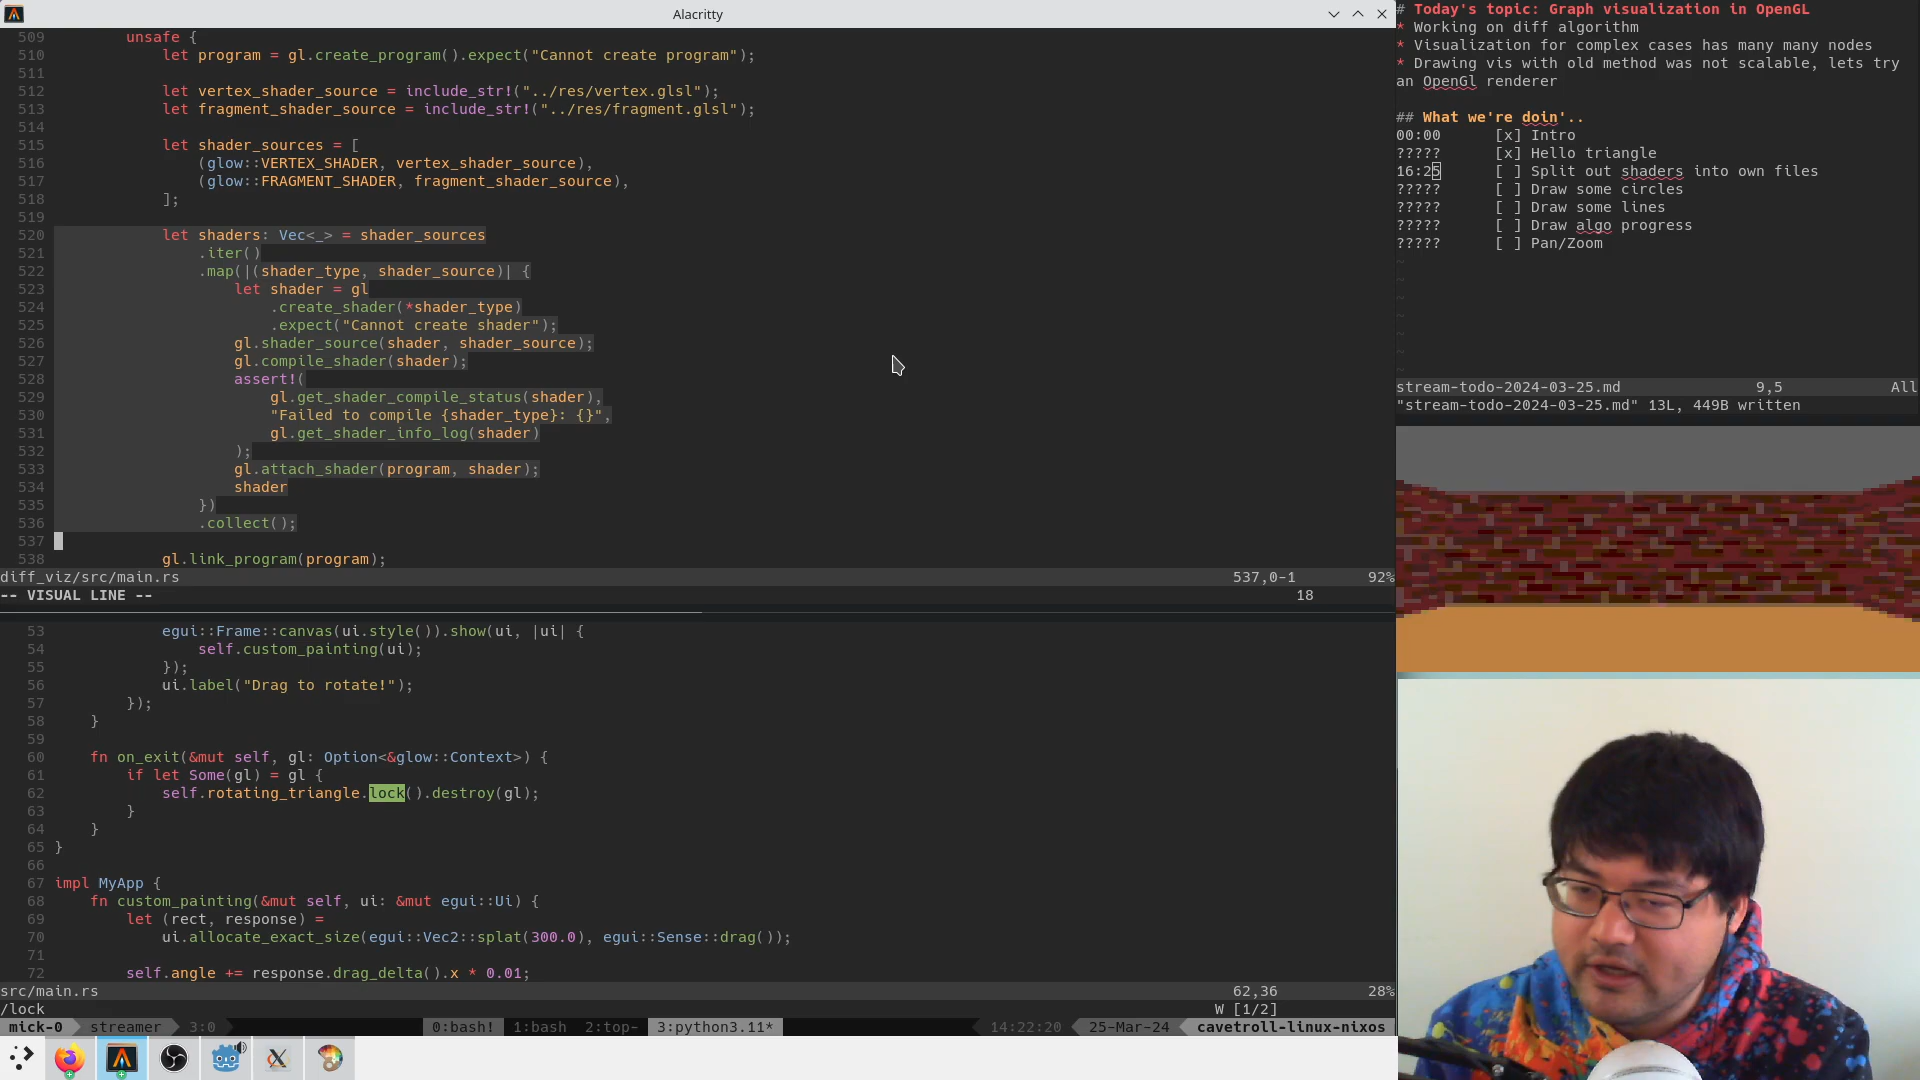 Alacritty
509         unsafe {
510             let program = gl.create_program().expect("Cannot create program");
511
512             let vertex_shader_source = include_str!("../res/vertex.glsl");
513             let fragment_shader_source = include_str!("../res/fragment.glsl");
514
515             let shader_sources = [
516                 (glow::VERTEX_SHADER, vertex_shader_source),
517                 (glow::FRAGMENT_SHADER, fragment_shader_source),
518             ];
519
520             let shaders: Vec<_> = shader_sources
521                 .iter()
522                 .map(|(shader_type, shader_source)| {
523                     let shader = gl
524                         .create_shader(*shader_type)
525                         .expect("Cannot create shader");
526                     gl.shader_source(shader, shader_source);
527                     gl.compile_shader(shader);
528                     assert!(
529                         gl.get_shader_compile_status(shader),
530                         "Failed to compile {shader_type}: {}",
531                         gl.get_shader_info_log(shader)
532                     );
533                     gl.attach_shader(program, shader);
534                     shader
535                 })
536                 .collect();
537
538             gl.link_program(program);
diff_viz/src/main.rs 537,0-1 92%
-- VISUAL LINE -- 18
53             egui::Frame::canvas(ui.style()).show(ui, |ui| {
54                 self.custom_painting(ui);
55             });
56             ui.label("Drag to rotate!");
57         });
58     }
59
60     fn on_exit(&mut self, gl: Option<&glow::Context>) {
61         if let Some(gl) = gl {
62             self.rotating_triangle.lock().destroy(gl);
63         }
64     }
65 }
66
67 impl MyApp {
68     fn custom_painting(&mut self, ui: &mut egui::Ui) {
69         let (rect, response) =
70             ui.allocate_exact_size(egui::Vec2::splat(300.0), egui::Sense::drag());
71
72         self.angle += response.drag_delta().x * 0.01;
src/main.rs 62,36 28%
/lock W [1/2]
mick-0 streamer 3:0 0:bash! 1:bash 2:top- 3:python3.11* 14:22:20 25-Mar-24 cavetroll-linux-nixos
# Today's topic: Graph visualization in OpenGL
* Working on diff algorithm
* Visualization for complex cases has many many nodes
* Drawing vis with old method was not scalable, lets try
an OpenGl renderer
## What we're doin'..
00:00 [x] Intro
????? [x] Hello triangle
16:25 [ ] Split out shaders into own files
????? [ ] Draw some circles
????? [ ] Draw some lines
????? [ ] Draw algo progress
????? [ ] Pan/Zoom
~
~
~
~
~
~
~
stream-todo-2024-03-25.md 9,5 All
"stream-todo-2024-03-25.md" 13L, 449B written